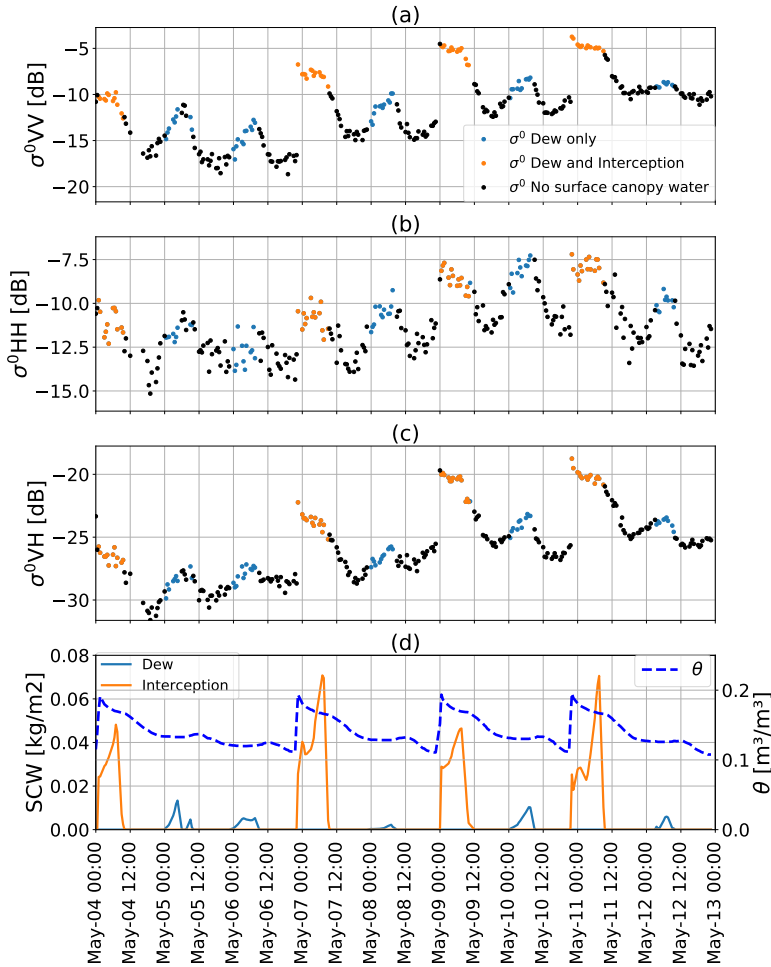 (a)
−5
−10
−15
−20
σ⁰VV [dB]
σ⁰ Dew only
σ⁰ Dew and Interception
σ⁰ No surface canopy water
(b)
−7.5
−10.0
−12.5
−15.0
σ⁰HH [dB]
(c)
−20
−25
−30
σ⁰VH [dB]
(d)
0.08
0.06
0.04
0.02
0.00
SCW [kg/m2]
Dew
Interception
θ
0.2
0.1
0.0
θ [m³/m³]
May-04 00:00
May-04 12:00
May-05 00:00
May-05 12:00
May-06 00:00
May-06 12:00
May-07 00:00
May-07 12:00
May-08 00:00
May-08 12:00
May-09 00:00
May-09 12:00
May-10 00:00
May-10 12:00
May-11 00:00
May-11 12:00
May-12 00:00
May-12 12:00
May-13 00:00